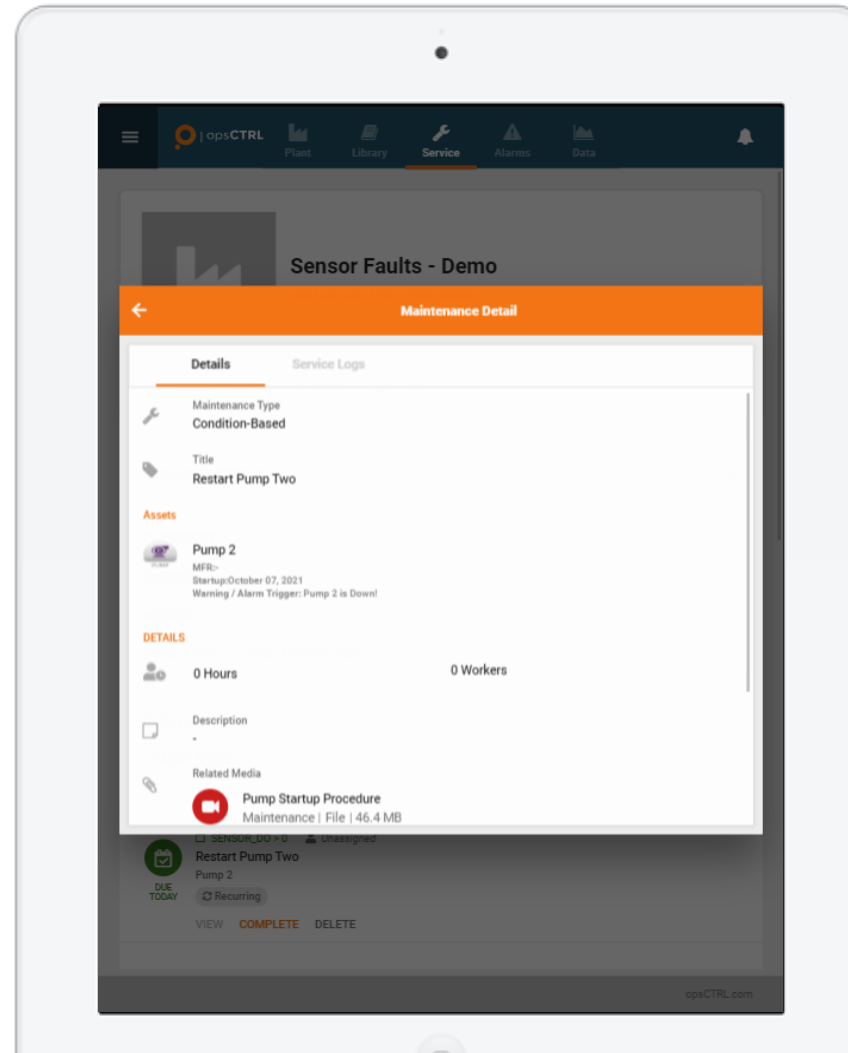 opsCTRL
Plant
Library
Service
Alarms
Data
Sensor Faults - Demo
Maintenance Detail
Details
Service Logs
Maintenance Type
Condition-Based
Title
Restart Pump Two
Assets
Pump 2
MFR:-
Startup:October 07, 2021
Warning / Alarm Trigger: Pump 2 is Down!
DETAILS
0 Hours
0 Workers
Description
-
Related Media
Pump Startup Procedure
Maintenance | File | 46.4 MB
SENSOR_DO > 0 Unassigned
Restart Pump Two
Pump 2
DUE
TODAY
Recurring
VIEW COMPLETE DELETE
opsCTRL.com